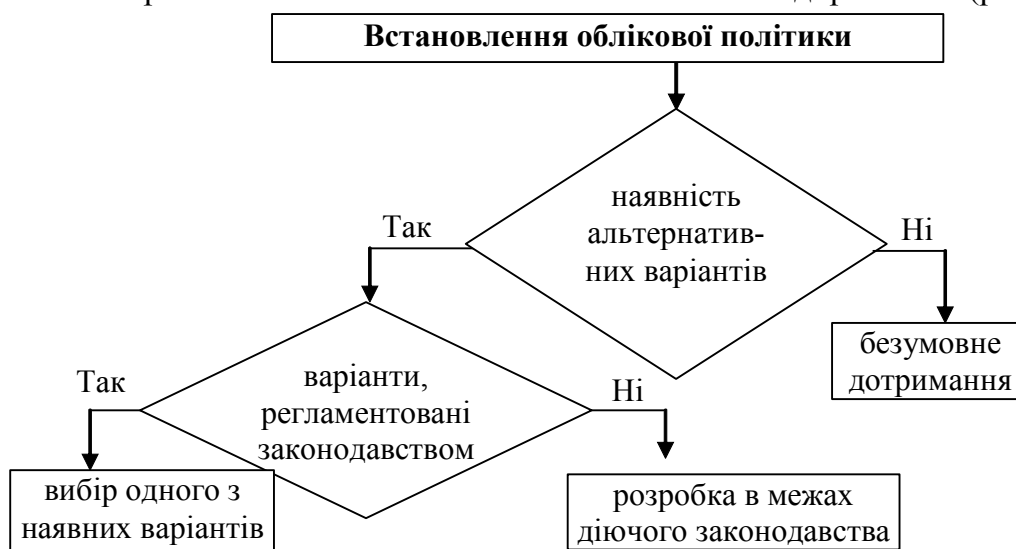 Встановлення облікової політики
наявність
альтернатив-
них варіантів
Так
Ні
безумовне
дотримання
варіанти,
регламентовані
законодавством
Так
Ні
вибір одного з
наявних варіантів
розробка в межах
діючого законодавства